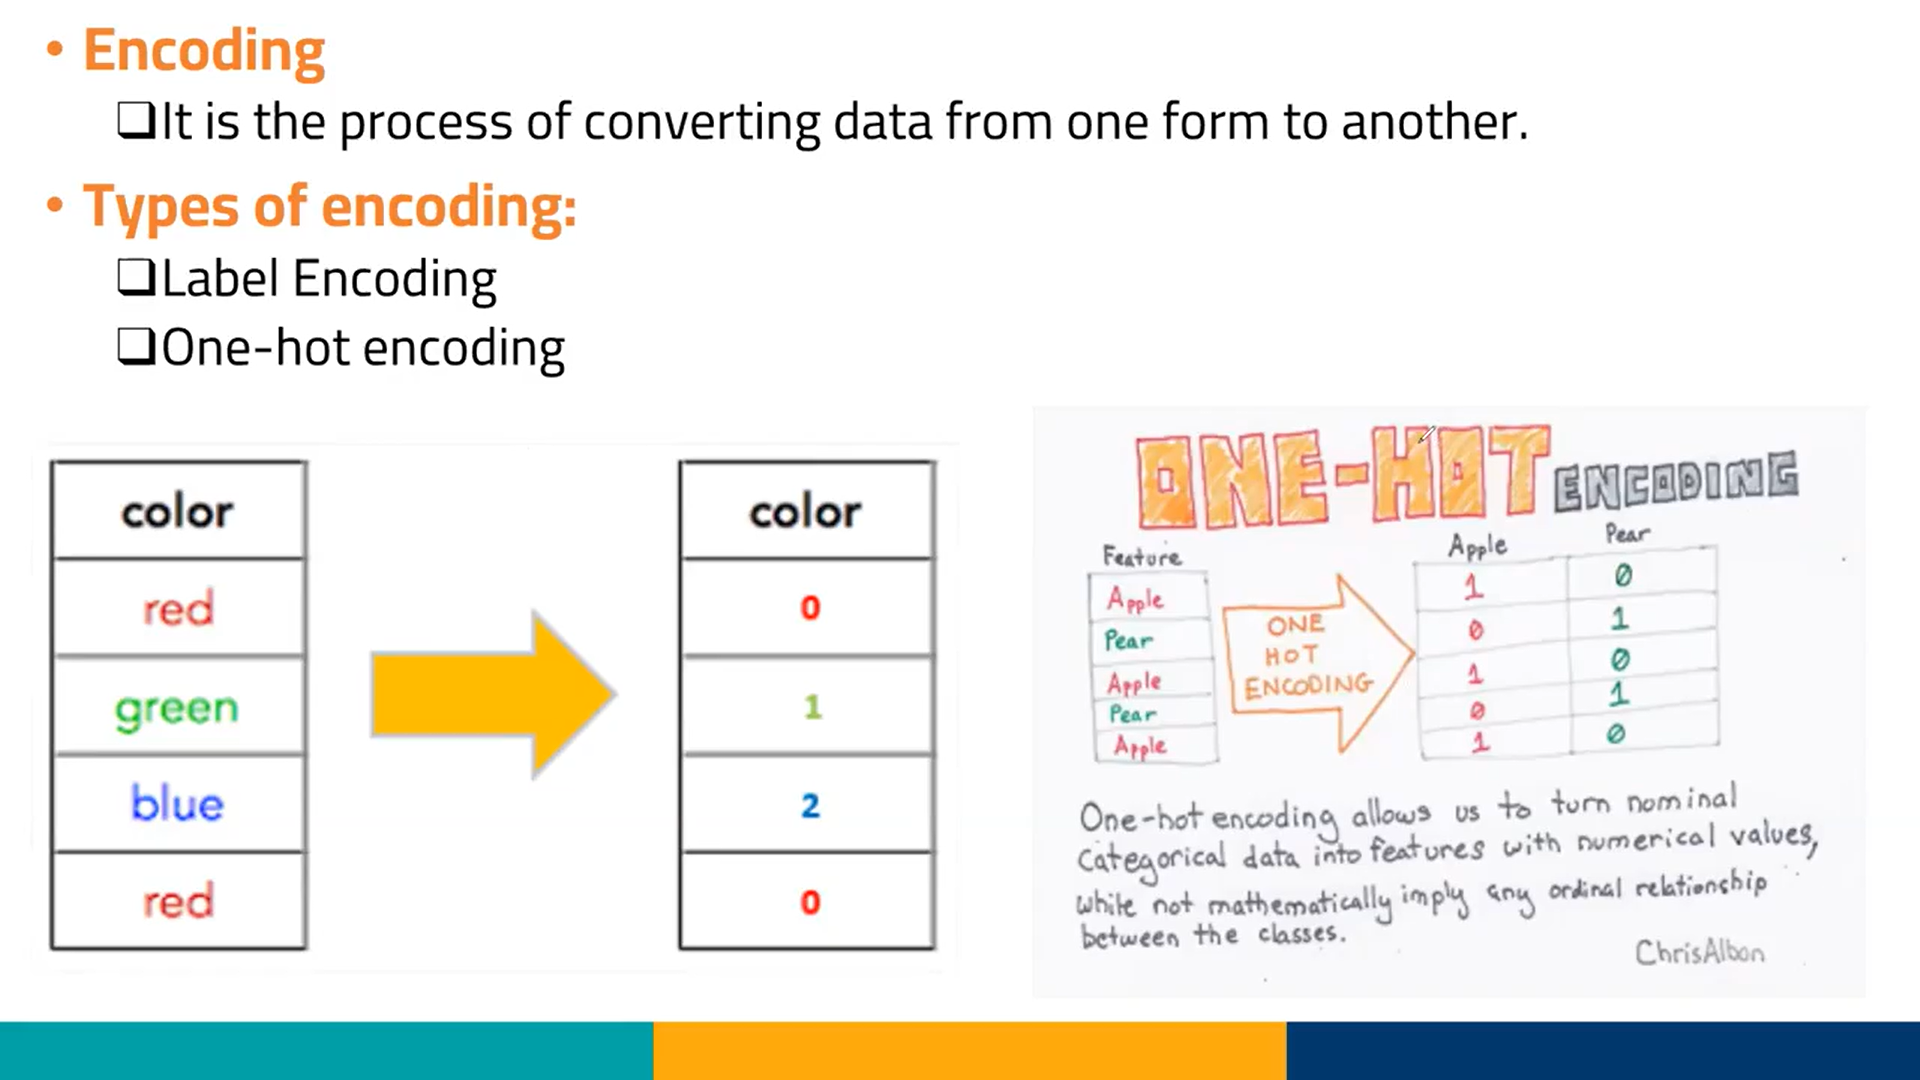 • Encoding
❑It is the process of converting data from one form to another.
• Types of encoding:
❑Label Encoding
❑One-hot encoding
color
red
green
blue
red
color
0
1
2
0
ONE-HOT ENCODING
Feature
Apple
Pear
Apple
Pear
Apple
ONE
HOT
ENCODING
Apple Pear
1 0
0 1
1 0
0 1
1 0
One-hot encoding allows us to turn nominal
categorical data into features with numerical values,
while not mathematically imply any ordinal relationship
between the classes.
ChrisAlbon